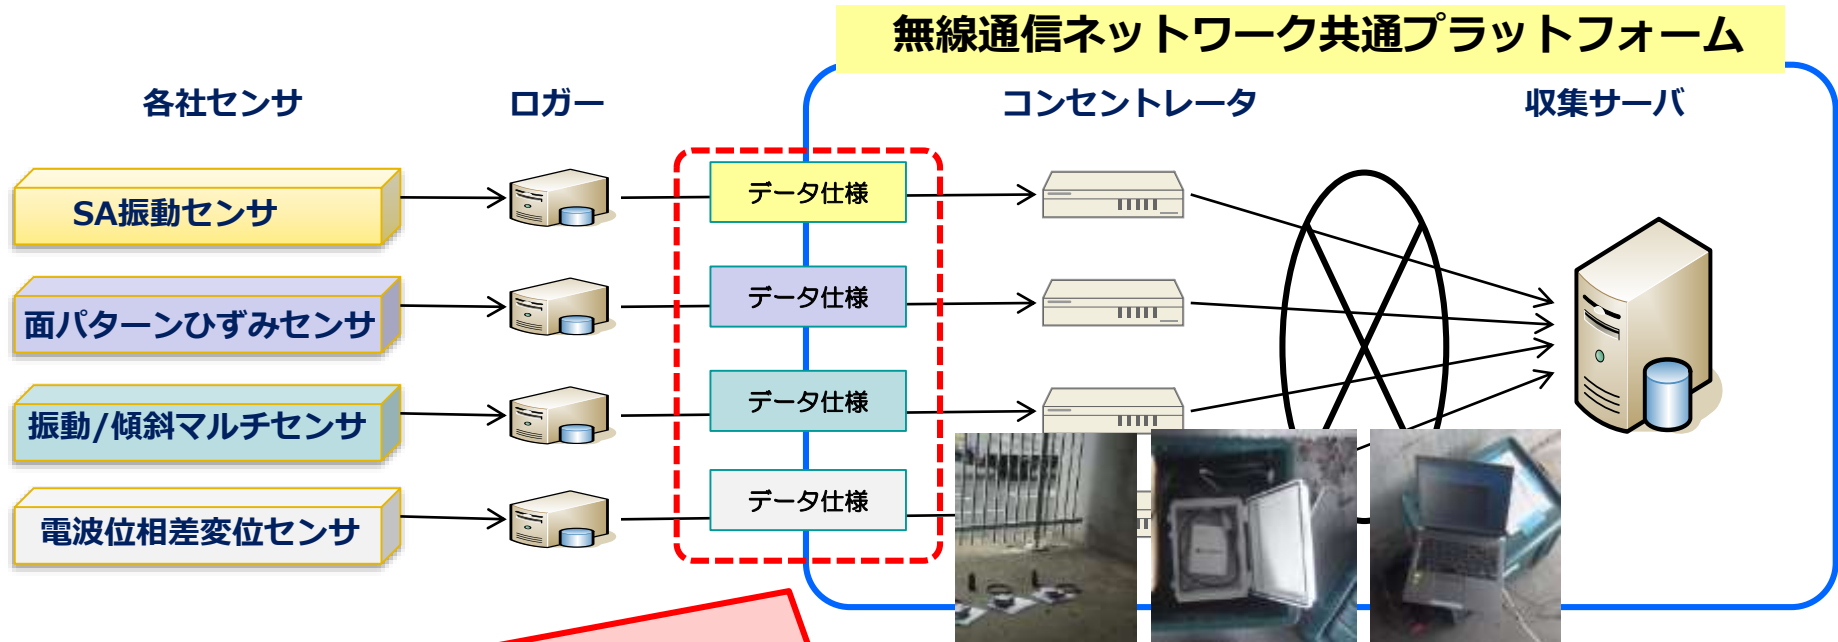 無線通信ネットワーク共通プラットフォーム
各社センサ
ロガー
コンセントレータ
収集サーバ
SA振動センサ
データ仕様
面パターンひずみセンサ
データ仕様
振動/傾斜マルチセンサ
データ仕様
電波位相差変位センサ
データ仕様